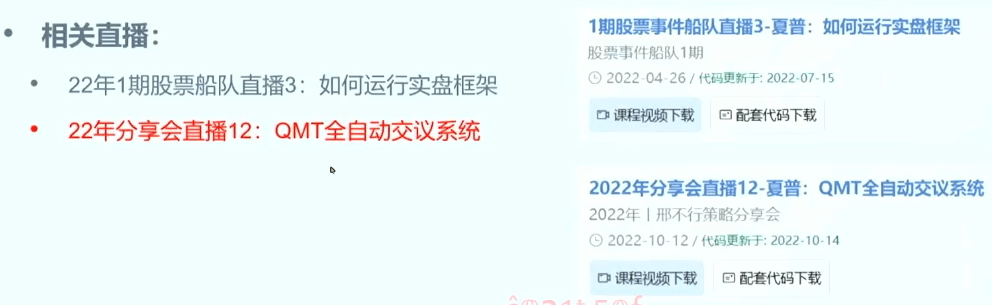 相关直播：
22年1期股票船队直播3：如何运行实盘框架
22年分享会直播12：QMT全自动交议系统
1期股票事件船队直播3-夏普：如何运行实盘框架
股票事件船队1期
2022-04-26 / 代码更新于: 2022-07-15
课程视频下载 配套代码下载
2022年分享会直播12-夏普：QMT全自动交议系统
2022年丨邢不行策略分享会
2022-10-12 / 代码更新于: 2022-10-14
课程视频下载 配套代码下载